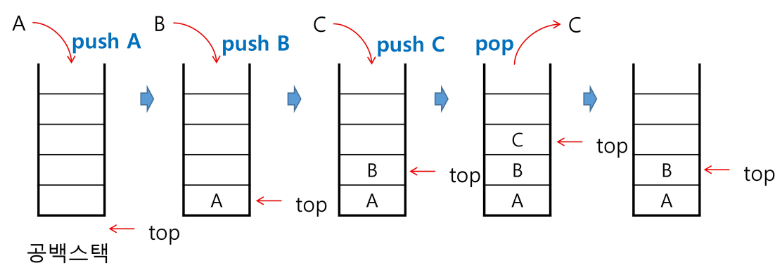 A push A
B push B
C push C
pop C
A top
B top
A
C top
B
A
B top
A
top
공백스택